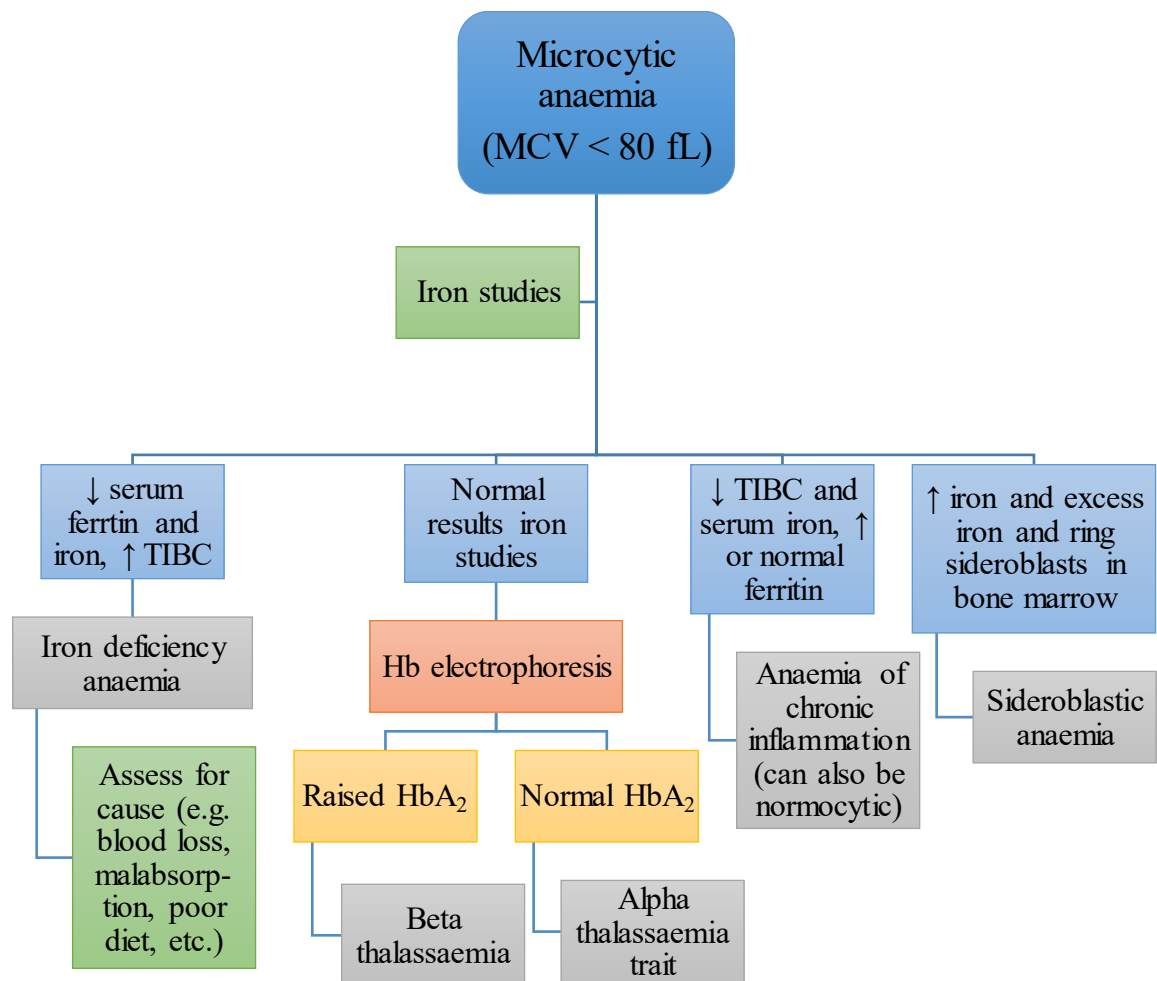 Microcytic
anaemia
(MCV < 80 fL)
Iron studies
↓ serum
ferrtin and
iron, ↑ TIBC
Iron deficiency
anaemia
Assess for
cause (e.g.
blood loss,
malabsorp-
tion, poor
diet, etc.)
Normal
results iron
studies
Hb electrophoresis
Raised HbA₂
Beta
thalassaemia
Normal HbA₂
Alpha
thalassaemia
trait
↓ TIBC and
serum iron, ↑
or normal
ferritin
Anaemia of
chronic
inflammation
(can also be
normocytic)
↑ iron and excess
iron and ring
sideroblasts in
bone marrow
Sideroblastic
anaemia